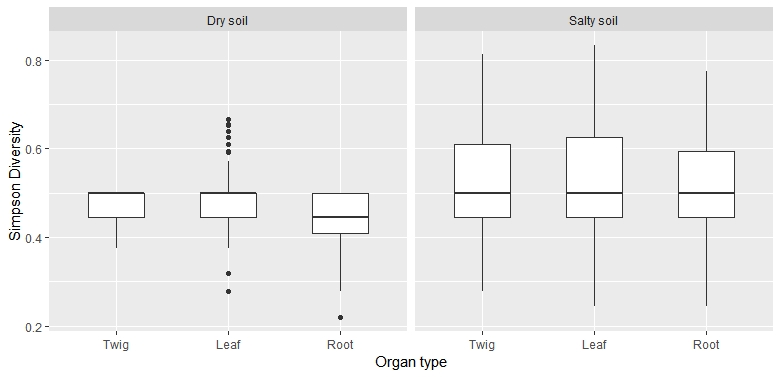 Dry soil
Salty soil
Simpson Diversity
0.8
0.6
0.4
0.2
Twig
Leaf
Root
Twig
Leaf
Root
Organ type